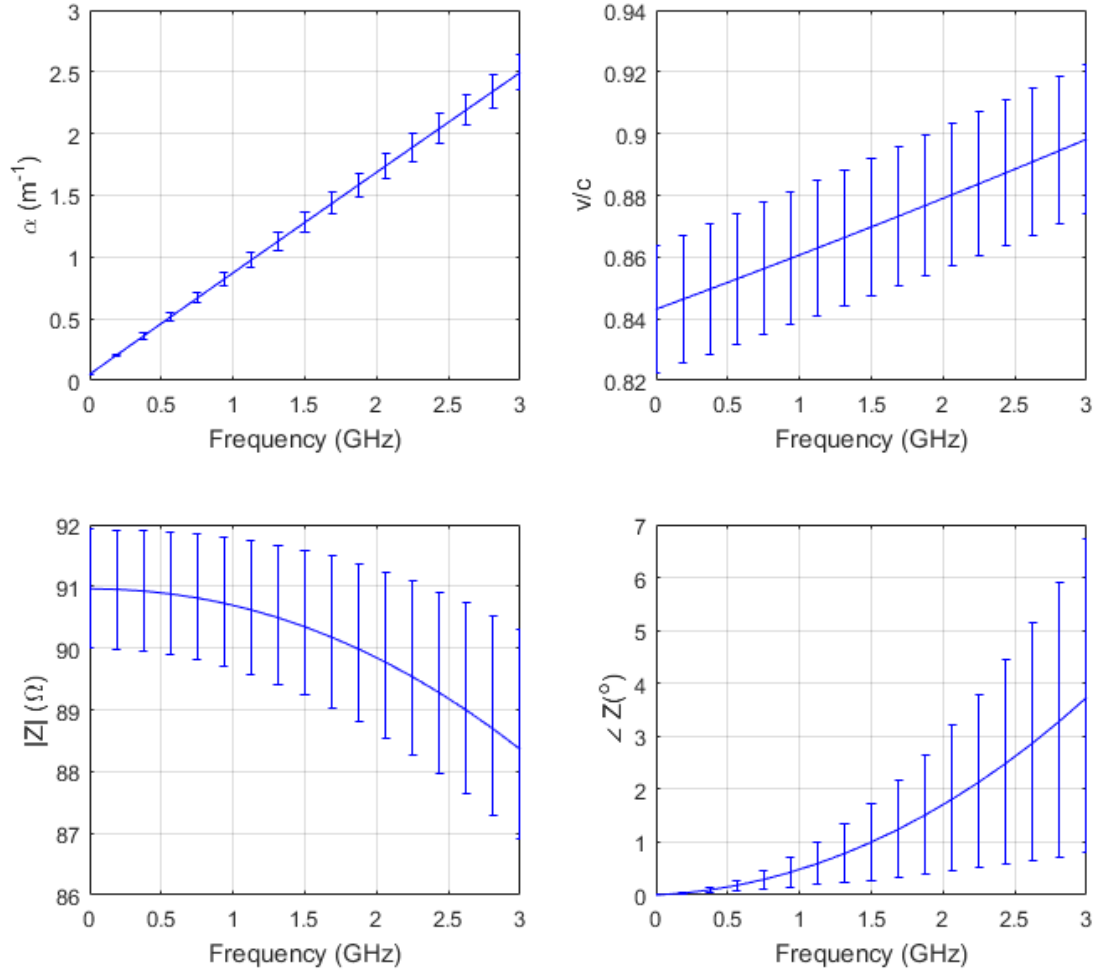 3
2.5
2
1.5
1
0.5
0
α (m⁻¹)
0 0.5 1 1.5 2 2.5 3
Frequency (GHz)
0.94
0.92
0.9
0.88
0.86
0.84
0.82
v/c
0 0.5 1 1.5 2 2.5 3
Frequency (GHz)
92
91
90
89
88
87
86
|Z| (Ω)
0 0.5 1 1.5 2 2.5 3
Frequency (GHz)
7
6
5
4
3
2
1
0
∠ Z(°)
0 0.5 1 1.5 2 2.5 3
Frequency (GHz)